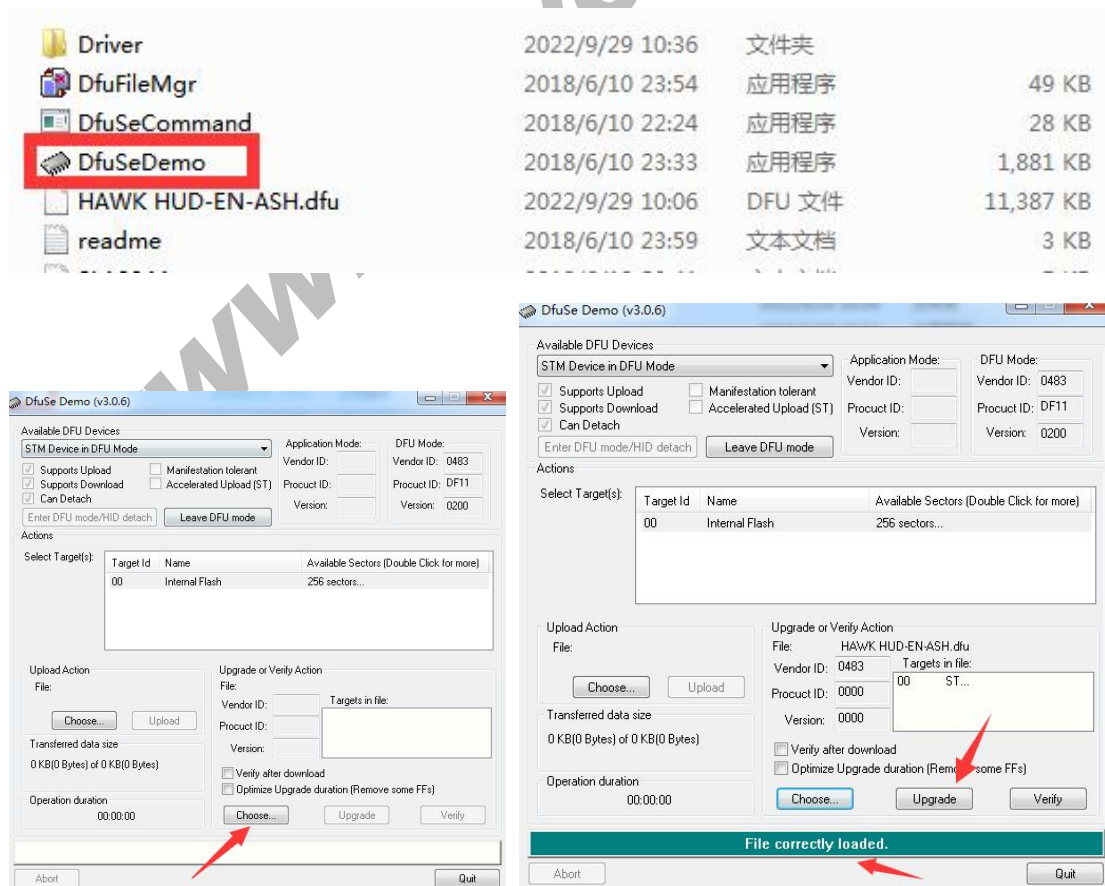 Driver 2022/9/29 10:36 文件夹
DfuFileMgr 2018/6/10 23:54 应用程序 49 KB
DfuSeCommand 2018/6/10 22:24 应用程序 28 KB
DfuSeDemo 2018/6/10 23:33 应用程序 1,881 KB
HAWK HUD-EN-ASH.dfu 2022/9/29 10:06 DFU 文件 11,387 KB
readme 2018/6/10 23:59 文本文档 3 KB
DfuSe Demo (v3.0.6)
Available DFU Devices
STM Device in DFU Mode
Application Mode: DFU Mode:
Supports Upload Manifestation tolerant Vendor ID: Vendor ID: 0483
Supports Download Accelerated Upload (ST) Procuct ID: Procuct ID: DF11
Can Detach Version: Version: 0200
Enter DFU mode/HID detach Leave DFU mode
Actions
Select Target(s): Target Id Name Available Sectors (Double Click for more)
00 Internal Flash 256 sectors...
Upload Action Upgrade or Verify Action
File: File:
Vendor ID: Targets in file:
Choose... Upload Procuct ID:
Transferred data size Version:
0 KB(0 Bytes) of 0 KB(0 Bytes)
Verify after download
Optimize Upgrade duration (Remove some FFs)
Operation duration
00:00:00 Choose... Upgrade Verify
Abort Quit
DfuSe Demo (v3.0.6)
Available DFU Devices
STM Device in DFU Mode
Application Mode: DFU Mode:
Supports Upload Manifestation tolerant Vendor ID: Vendor ID: 0483
Supports Download Accelerated Upload (ST) Procuct ID: Procuct ID: DF11
Can Detach Version: Version: 0200
Enter DFU mode/HID detach Leave DFU mode
Actions
Select Target(s): Target Id Name Available Sectors (Double Click for more)
00 Internal Flash 256 sectors...
Upload Action Upgrade or Verify Action
File: File: HAWK HUD-EN-ASH.dfu
Vendor ID: 0483 Targets in file:
Choose... Upload Procuct ID: 0000 00 ST...
Transferred data size Version: 0000
0 KB(0 Bytes) of 0 KB(0 Bytes)
Verify after download
Optimize Upgrade duration (Remove some FFs)
Operation duration
00:00:00 Choose... Upgrade Verify
File correctly loaded.
Abort Quit